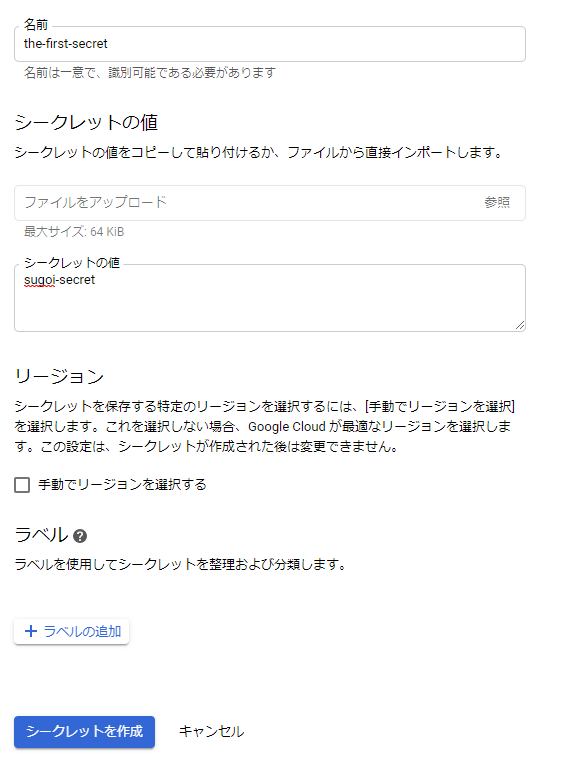 名前
the-first-secret
名前は一意で、識別可能である必要があります
シークレットの値
シークレットの値をコピーして貼り付けるか、ファイルから直接インポートします。
ファイルをアップロード 参照
最大サイズ: 64 KiB
シークレットの値
sugoi-secret
リージョン
シークレットを保存する特定のリージョンを選択するには、[手動でリージョンを選択]
を選択します。これを選択しない場合、Google Cloud が最適なリージョンを選択しま
す。この設定は、シークレットが作成された後は変更できません。
手動でリージョンを選択する
ラベル ?
ラベルを使用してシークレットを整理および分類します。
+ ラベルの追加
シークレットを作成 キャンセル